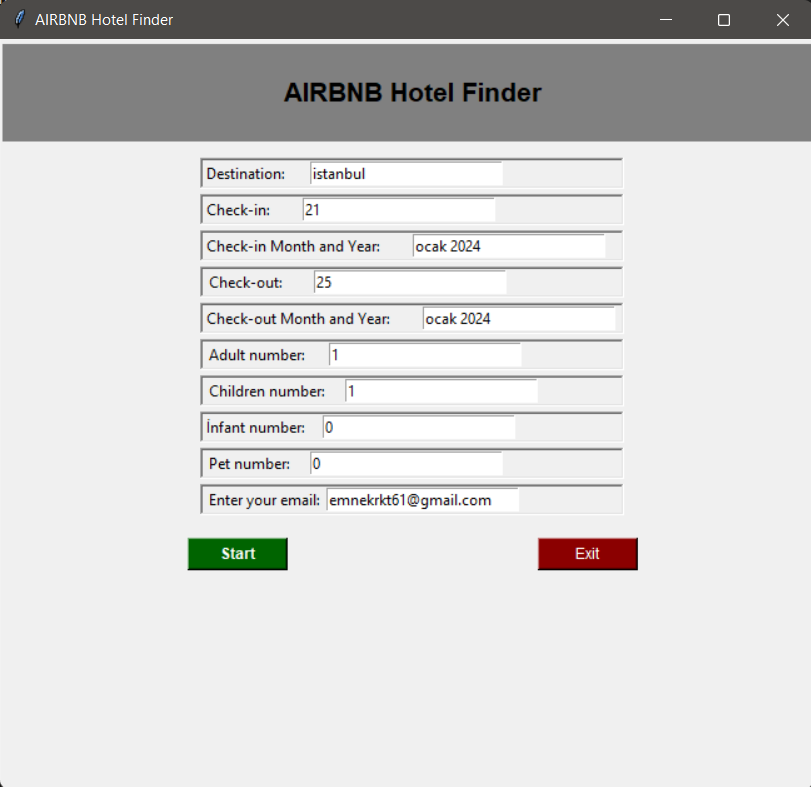 AIRBNB Hotel Finder
AIRBNB Hotel Finder
Destination: istanbul
Check-in: 21
Check-in Month and Year: ocak 2024
Check-out: 25
Check-out Month and Year: ocak 2024
Adult number: 1
Children number: 1
İnfant number: 0
Pet number: 0
Enter your email: emnekrkt61@gmail.com
Start Exit